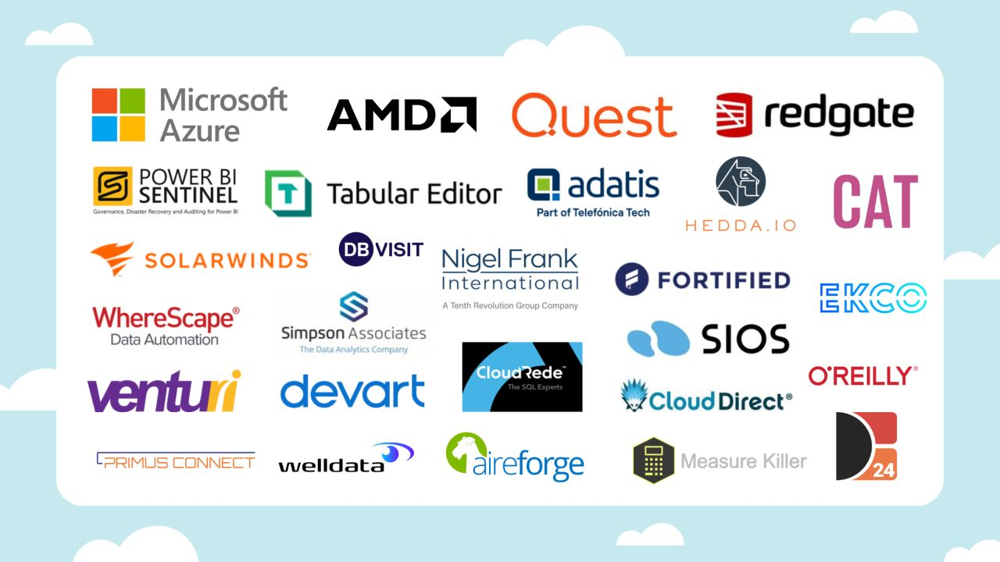 Microsoft
Azure
AMD
Quest
redgate
POWER BI
SENTINEL
Governance, Disaster Recovery and Auditing for Power BI
T
Tabular Editor
adatis
Part of Telefónica Tech
HEDDA.IO
CAT
SOLARWINDS
DBVISIT
Nigel Frank
International
A Tenth Revolution Group Company
FORTIFIED
EKCO
WhereScape®
Data Automation
Simpson Associates
The Data Analytics Company
CloudRede™
The SQL Experts
SIOS
O'REILLY®
venturi
devart
Cloud Direct®
PRIMUS CONNECT
welldata
aireforge
Measure Killer
D
24